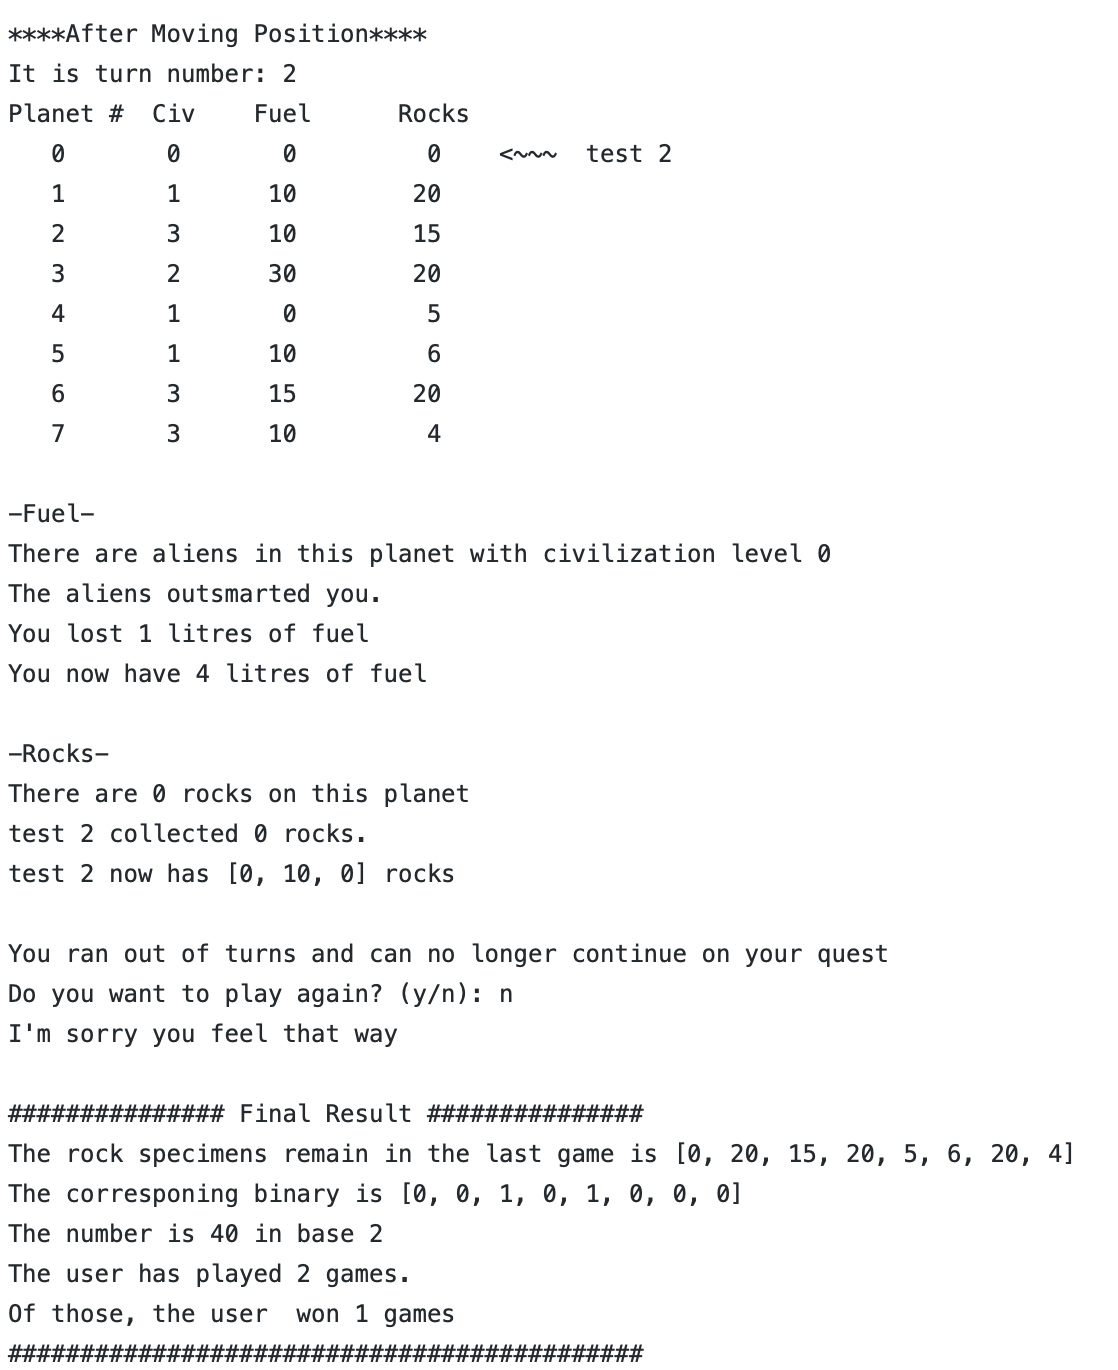 ****After Moving Position****
It is turn number: 2
Planet #  Civ    Fuel      Rocks
   0       0       0         0    <~~~  test 2
   1       1      10        20
   2       3      10        15
   3       2      30        20
   4       1       0         5
   5       1      10         6
   6       3      15        20
   7       3      10         4
–Fuel–
There are aliens in this planet with civilization level 0
The aliens outsmarted you.
You lost 1 litres of fuel
You now have 4 litres of fuel
–Rocks–
There are 0 rocks on this planet
test 2 collected 0 rocks.
test 2 now has [0, 10, 0] rocks
You ran out of turns and can no longer continue on your quest
Do you want to play again? (y/n): n
I'm sorry you feel that way
############### Final Result ###############
The rock specimens remain in the last game is [0, 20, 15, 20, 5, 6, 20, 4]
The corresponing binary is [0, 0, 1, 0, 1, 0, 0, 0]
The number is 40 in base 2
The user has played 2 games.
Of those, the user  won 1 games
############################################